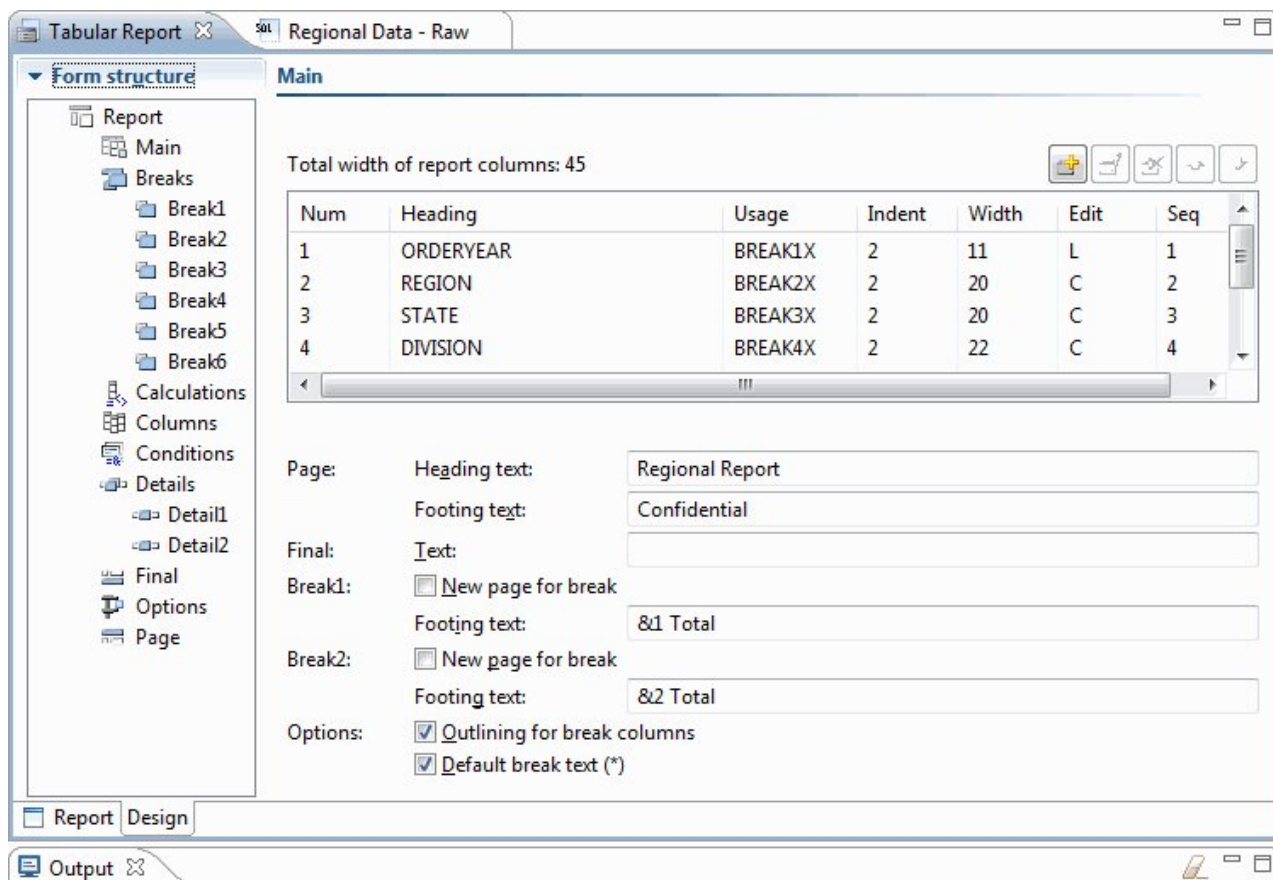 Tabular Report SQL Regional Data - Raw
Form structure
Main
Report
Main
Breaks
Break1
Break2
Break3
Break4
Break5
Break6
Calculations
Columns
Conditions
Details
Detail1
Detail2
Final
Options
Page
Total width of report columns: 45
Num Heading Usage Indent Width Edit Seq
1 ORDERYEAR BREAK1X 2 11 L 1
2 REGION BREAK2X 2 20 C 2
3 STATE BREAK3X 2 20 C 3
4 DIVISION BREAK4X 2 22 C 4
Page: Heading text: Regional Report
Footing text: Confidential
Final: Text:
Break1: New page for break
Footing text: &1 Total
Break2: New page for break
Footing text: &2 Total
Options: Outlining for break columns
Default break text (*)
Report Design
Output